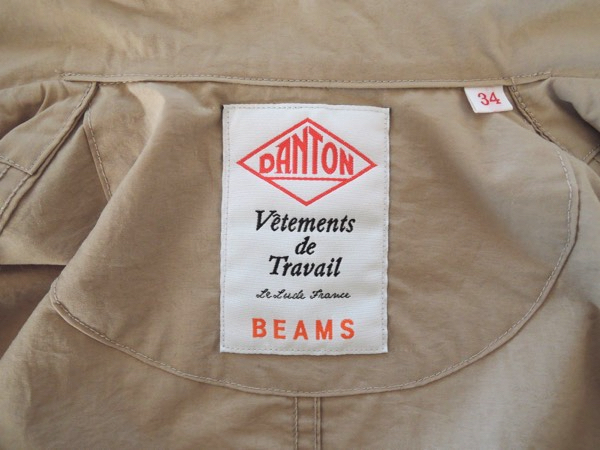 DANTON
Vêtements
de
Travail
Le Lude France
BEAMS
34